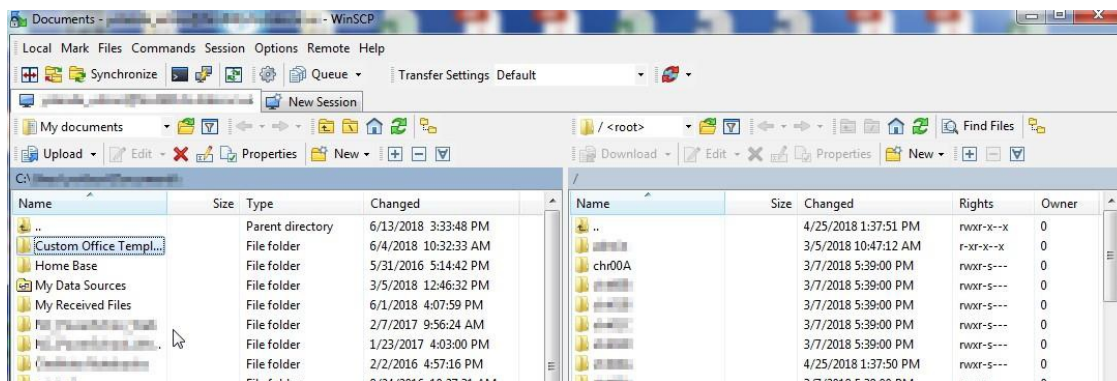 Documents - - WinSCP
Local Mark Files Commands Session Options Remote Help
Synchronize Queue Transfer Settings Default
New Session
My documents / <root> Find Files
Upload Edit Properties New Download Edit Properties New
C:\ /
Name Size Type Changed Name Size Changed Rights Owner
.. Parent directory 6/13/2018 3:33:48 PM .. 4/25/2018 1:37:51 PM rwxr-x--x 0
Custom Office Templ... File folder 6/4/2018 10:32:33 AM 3/5/2018 10:47:12 AM r-xr-x--x 0
Home Base File folder 5/31/2016 5:14:42 PM chr00A 3/7/2018 5:39:00 PM rwxr-s--- 0
My Data Sources File folder 3/5/2018 12:46:32 PM 3/7/2018 5:39:00 PM rwxr-s--- 0
My Received Files File folder 6/1/2018 4:07:59 PM 3/7/2018 5:39:00 PM rwxr-s--- 0
File folder 2/7/2017 9:56:24 AM 3/7/2018 5:39:00 PM rwxr-s--- 0
File folder 1/23/2017 4:03:00 PM 3/7/2018 5:39:00 PM rwxr-s--- 0
File folder 2/2/2016 4:57:16 PM 4/25/2018 1:37:50 PM rwxr-s--- 0